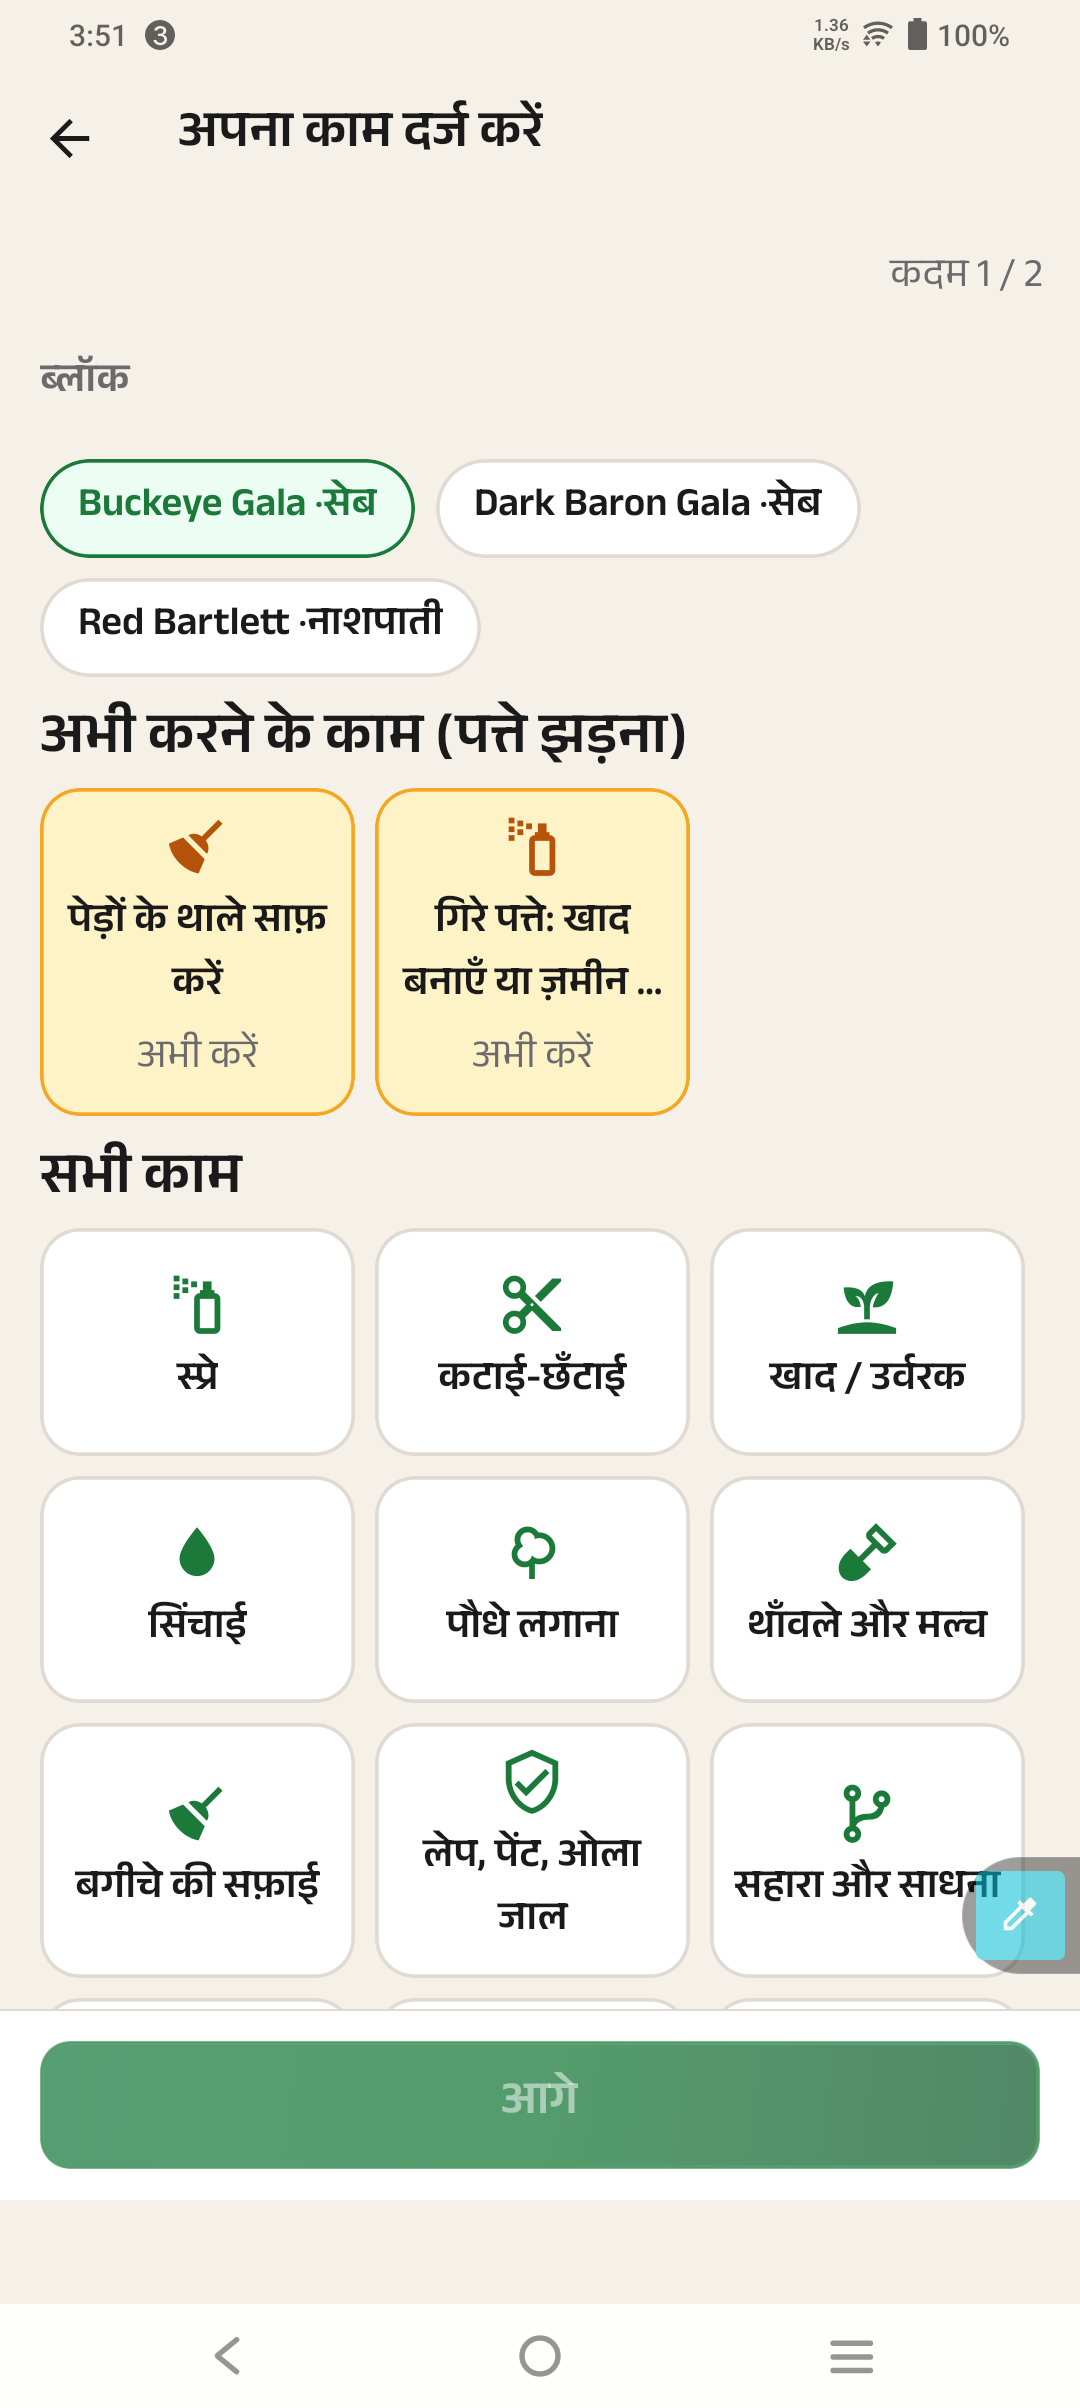 3:51 3 1.36 KB/s 100%
अपना काम दर्ज करें
कदम 1 / 2
ब्लॉक
Buckeye Gala ·सेब Dark Baron Gala ·सेब
Red Bartlett ·नाशपाती
अभी करने के काम (पत्ते झड़ना)
पेड़ों के थाले साफ़
करें
अभी करें
गिरे पत्ते: खाद
बनाएँ या ज़मीन ...
अभी करें
सभी काम
स्प्रे
कटाई-छँटाई
खाद / उर्वरक
सिंचाई
पौधे लगाना
थाँवले और मल्च
बगीचे की सफ़ाई
लेप, पेंट, ओला
जाल
सहारा और साधना
आगे